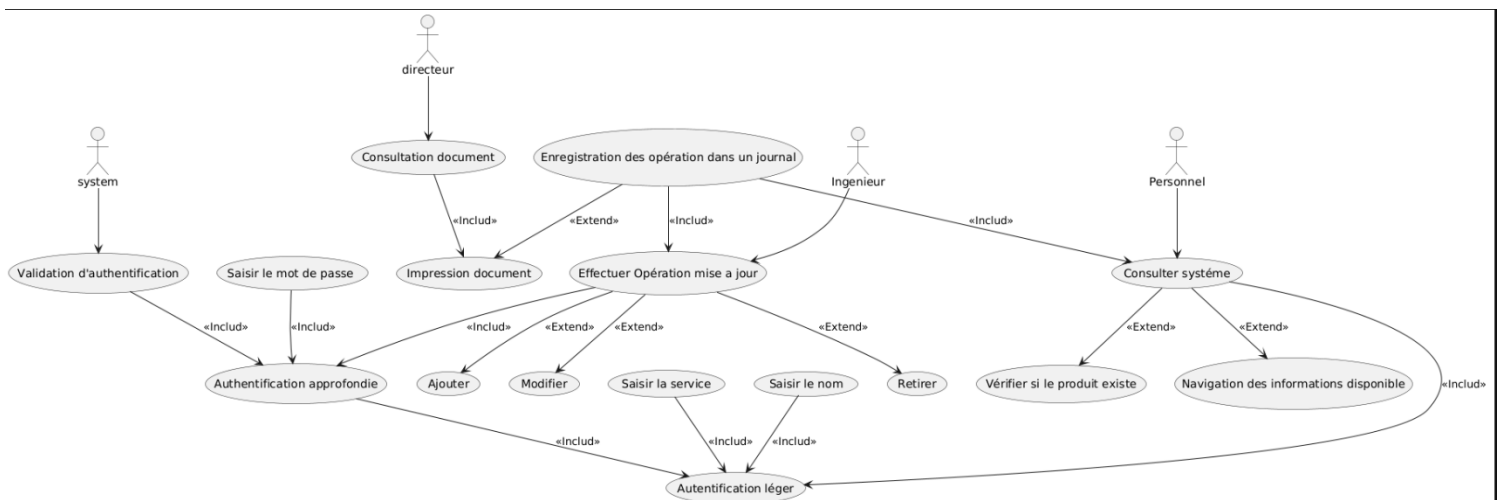 directeur
Consultation document
Enregistration des opération dans un journal
system
Ingenieur
Personnel
«Includ»
«Extend»
«Includ»
«Includ»
Validation d'authentification
Saisir le mot de passe
Impression document
Effectuer Opération mise a jour
Consulter systéme
«Includ»
«Includ»
«Includ»
«Extend»
«Extend»
«Extend»
«Extend»
«Extend»
Authentification approfondie
Ajouter
Modifier
Saisir la service
Saisir le nom
Retirer
Vérifier si le produit existe
Navigation des informations disponible
«Includ»
«Includ»
«Includ»
«Includ»
Autentification léger